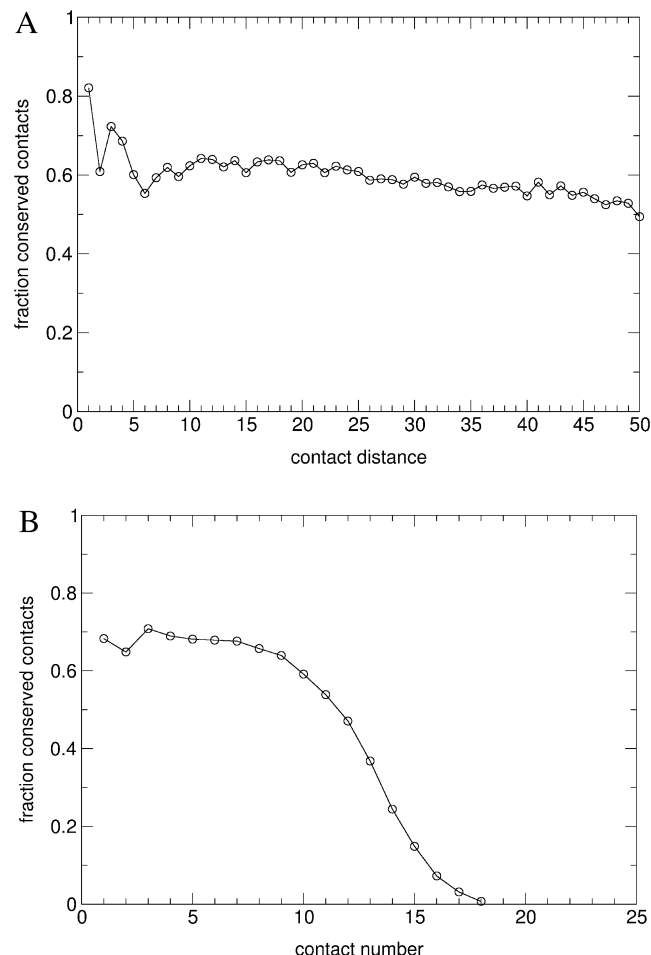 A
1
0.8
0.6
0.4
0.2
0
fraction conserved contacts
0 5 10 15 20 25 30 35 40 45 50
contact distance
B
1
0.8
0.6
0.4
0.2
0
fraction conserved contacts
0 5 10 15 20 25
contact number